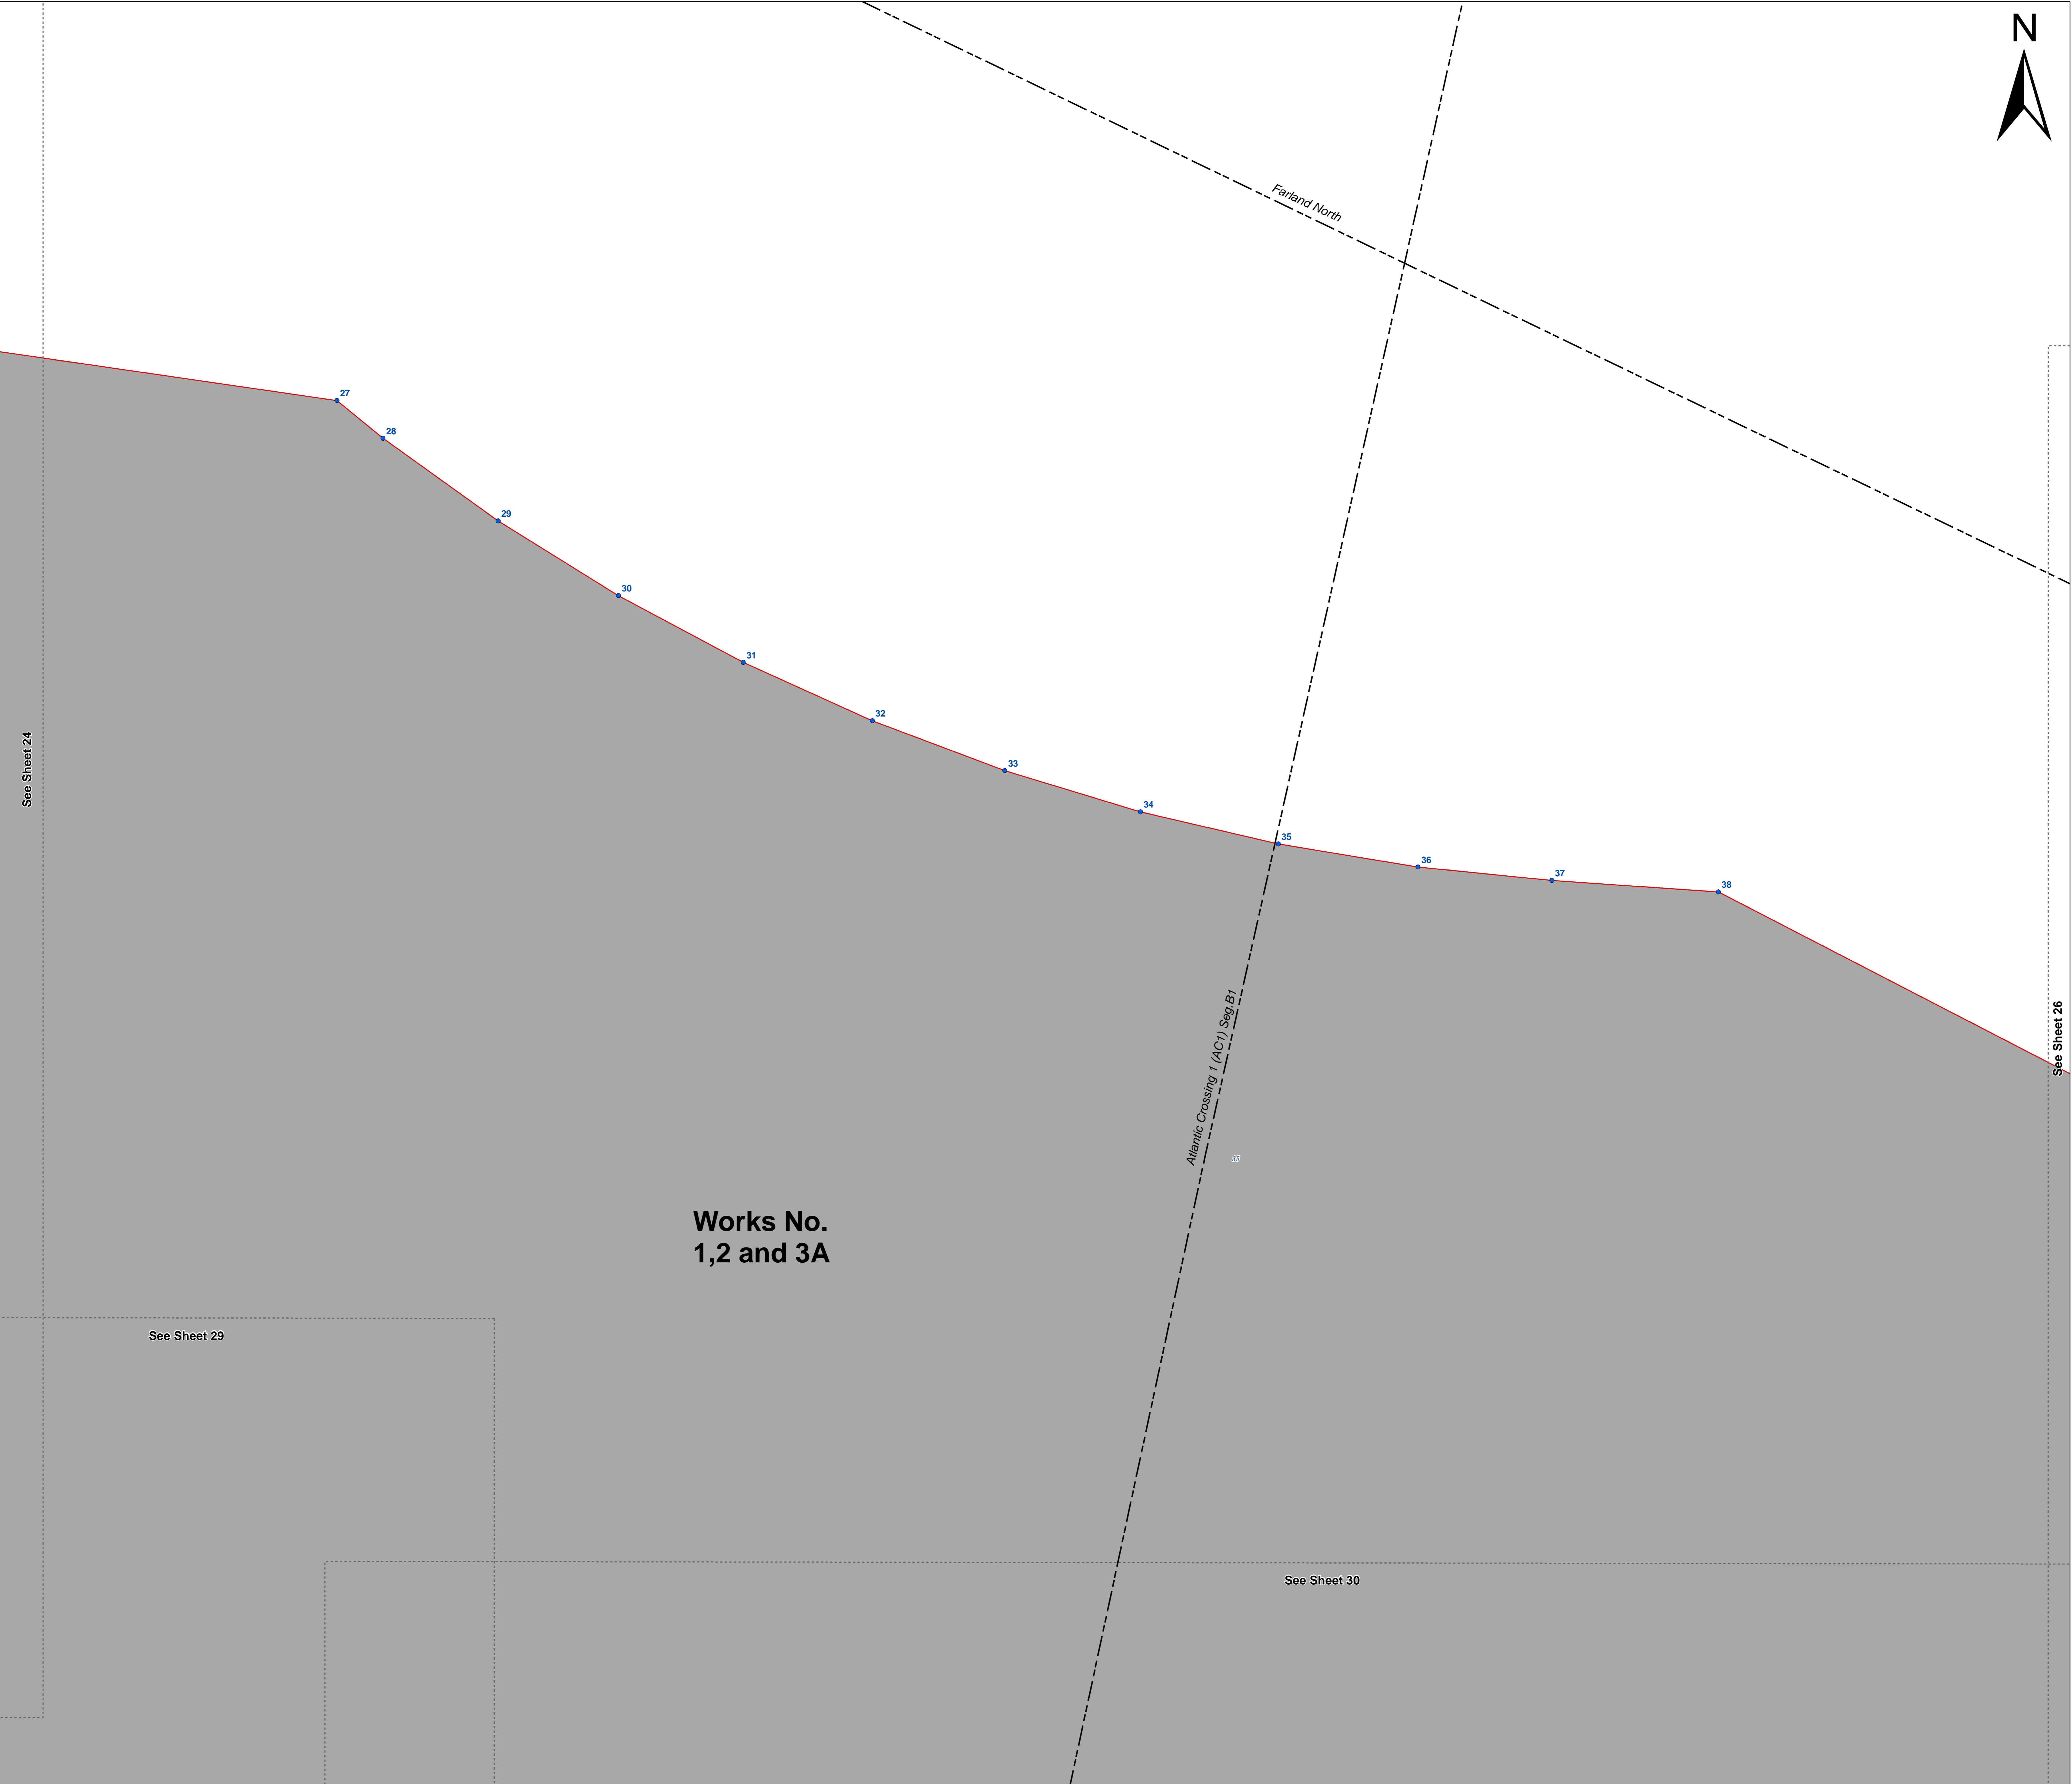 N
Farland North
27
28
29
30
31
32
33
34
35
36
37
38
See Sheet 24
See Sheet 26
Atlantic Crossing 1 (AC1) Seg.B1
35
Works No.
1,2 and 3A
See Sheet 29
See Sheet 30